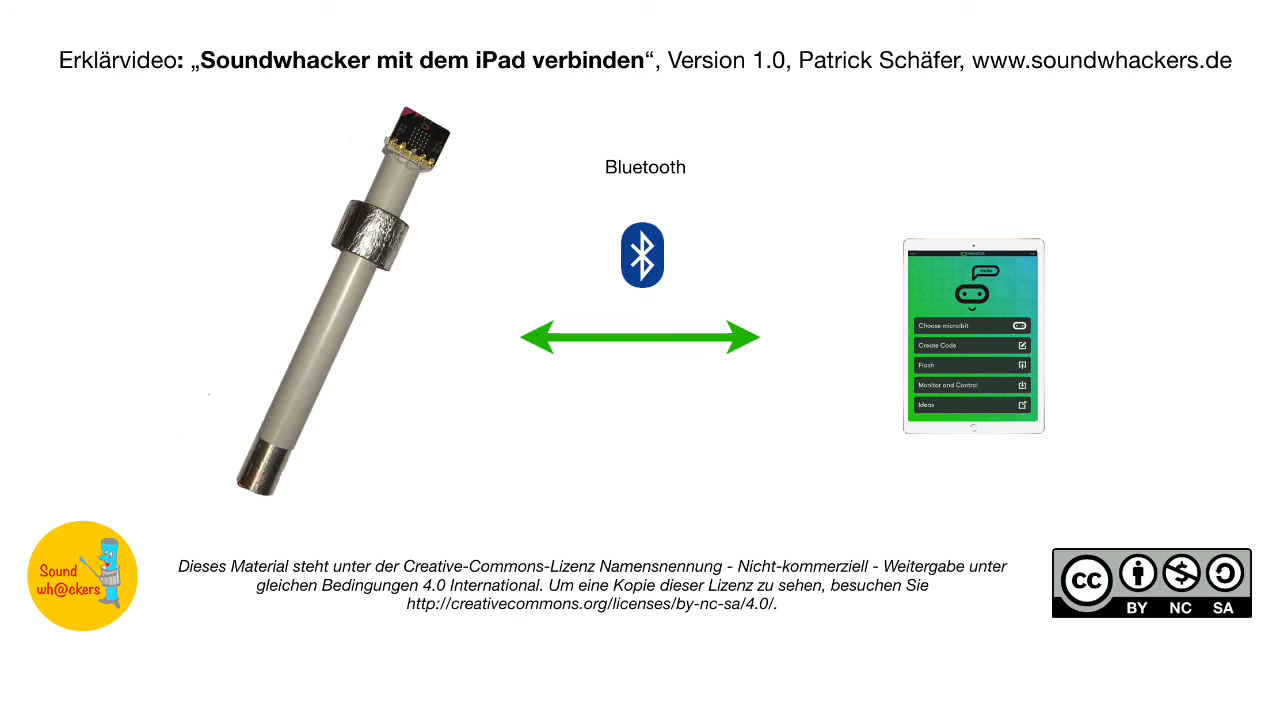 Erklärvideo: „Soundwhacker mit dem iPad verbinden“, Version 1.0, Patrick Schäfer, www.soundwhackers.de
Bluetooth
Hello
Choose micro:bit
Create Code
Flash
Monitor and Control
Ideas
Sound
wh@ckers
Dieses Material steht unter der Creative-Commons-Lizenz Namensnennung - Nicht-kommerziell - Weitergabe unter
gleichen Bedingungen 4.0 International. Um eine Kopie dieser Lizenz zu sehen, besuchen Sie
http://creativecommons.org/licenses/by-nc-sa/4.0/.
cc
BY NC SA